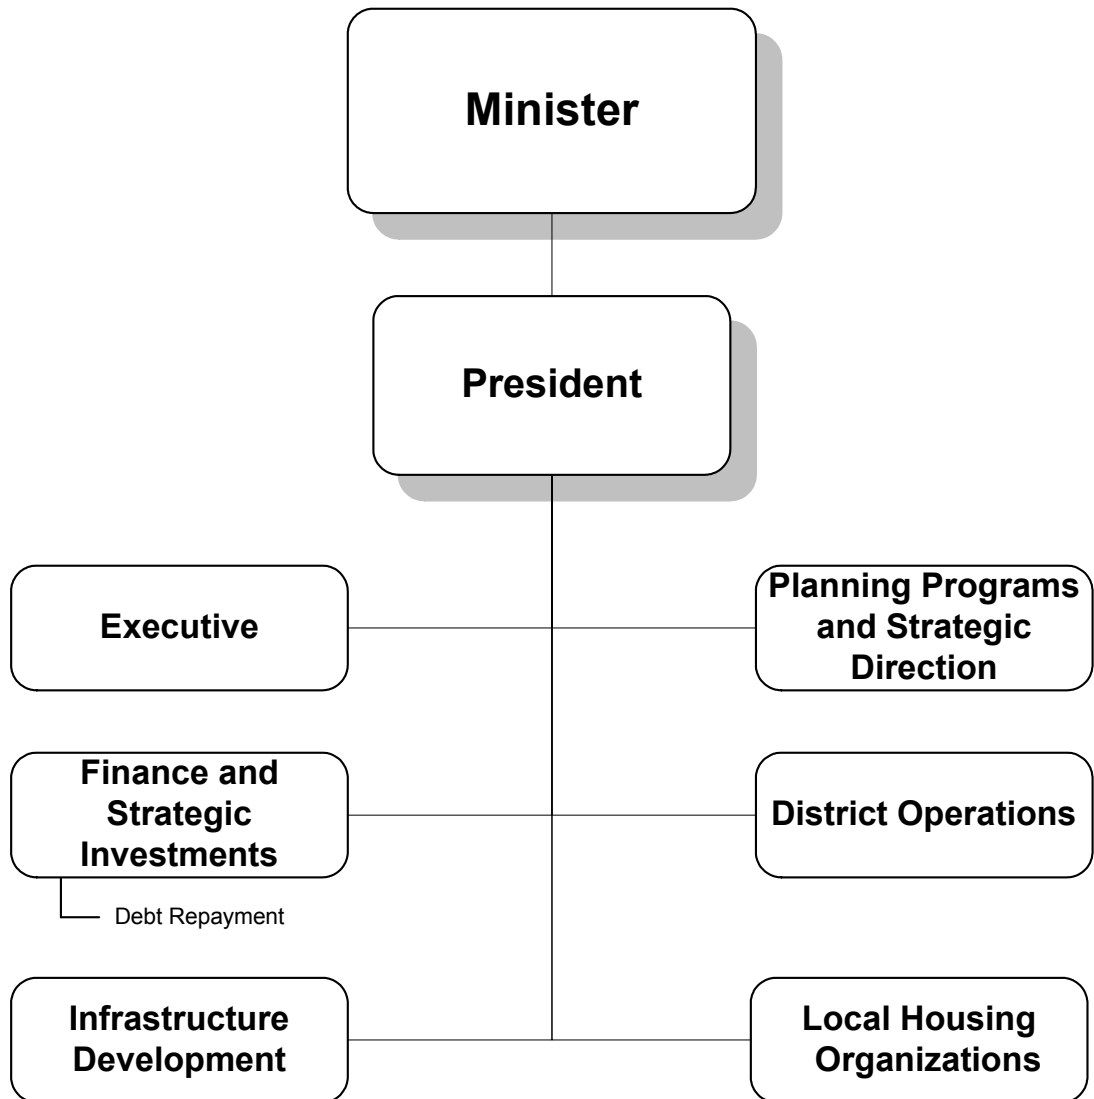 Minister
President
Executive
Planning Programs
and Strategic
Direction
Finance and
Strategic
Investments
District Operations
Debt Repayment
Infrastructure
Development
Local Housing
Organizations